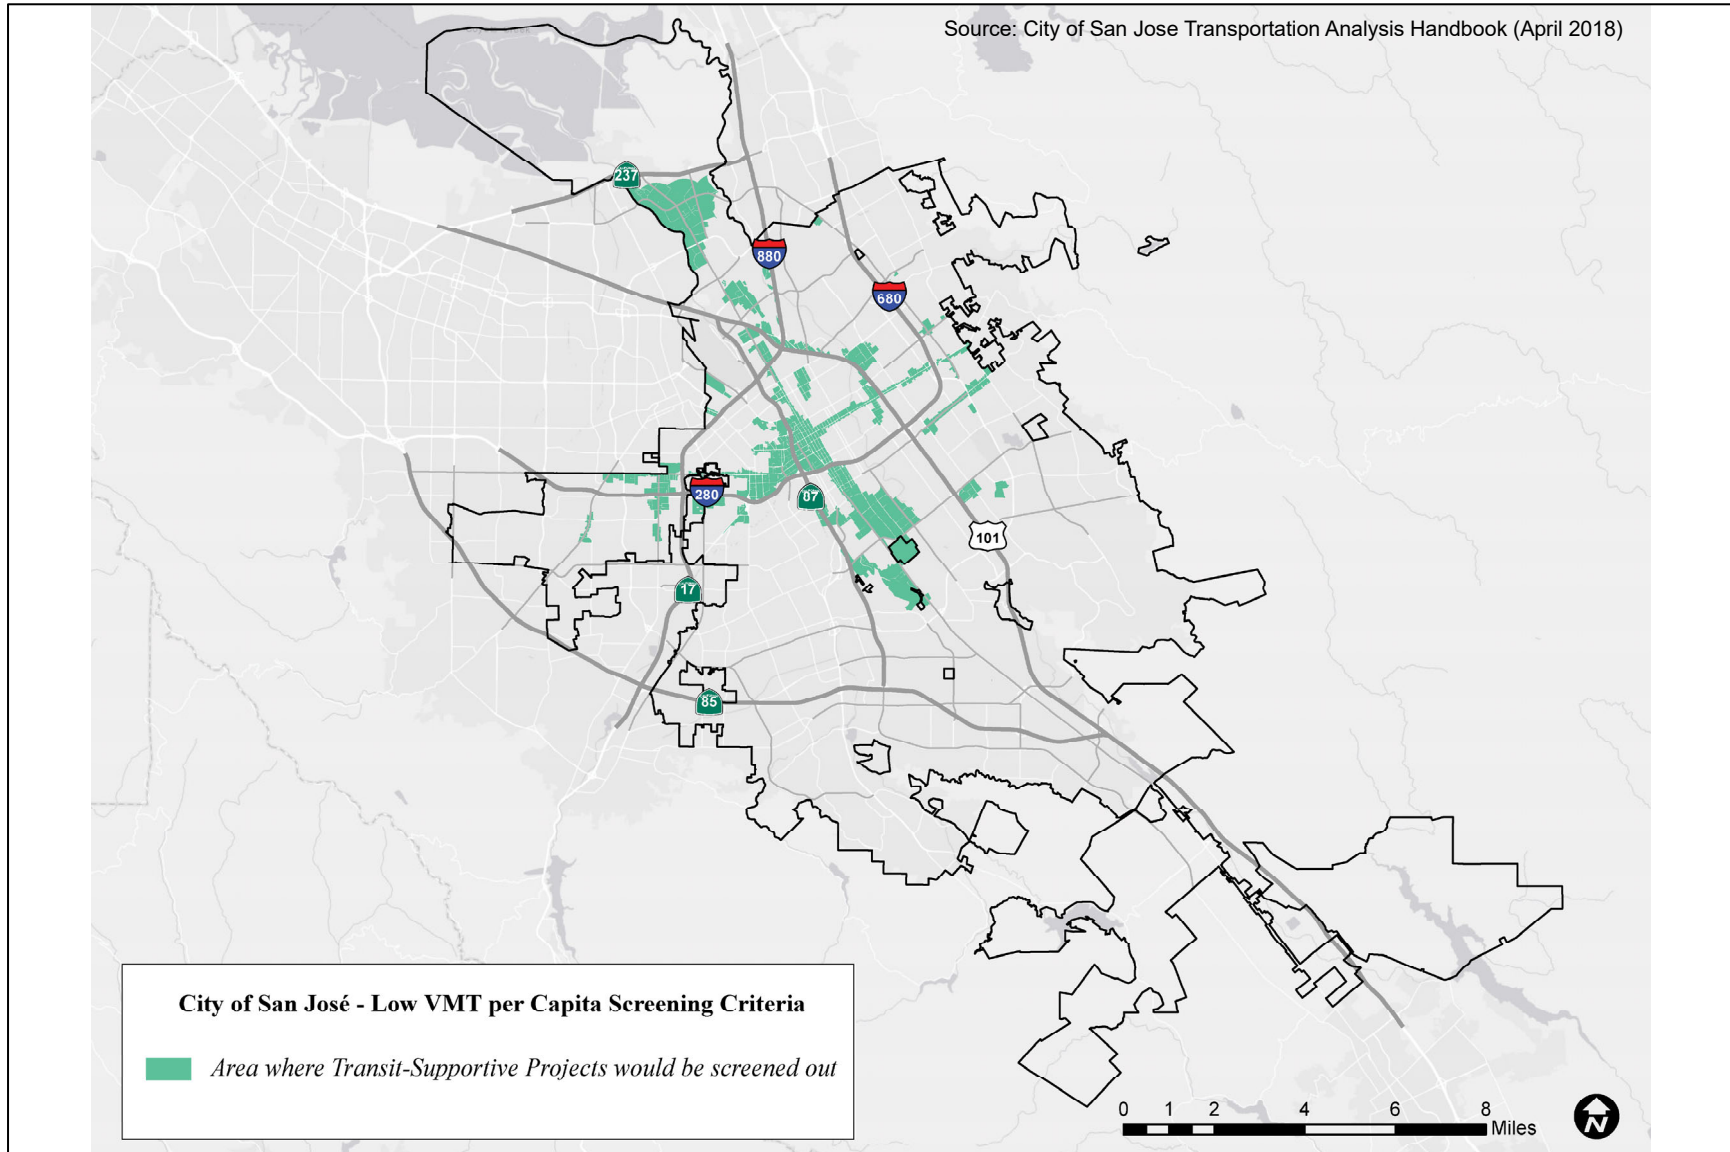 Source: City of San Jose Transportation Analysis Handbook (April 2018)
237
880
680
280
87
101
17
85
City of San José - Low VMT per Capita Screening Criteria
Area where Transit-Supportive Projects would be screened out
0 1 2 4 6 8
Miles
N